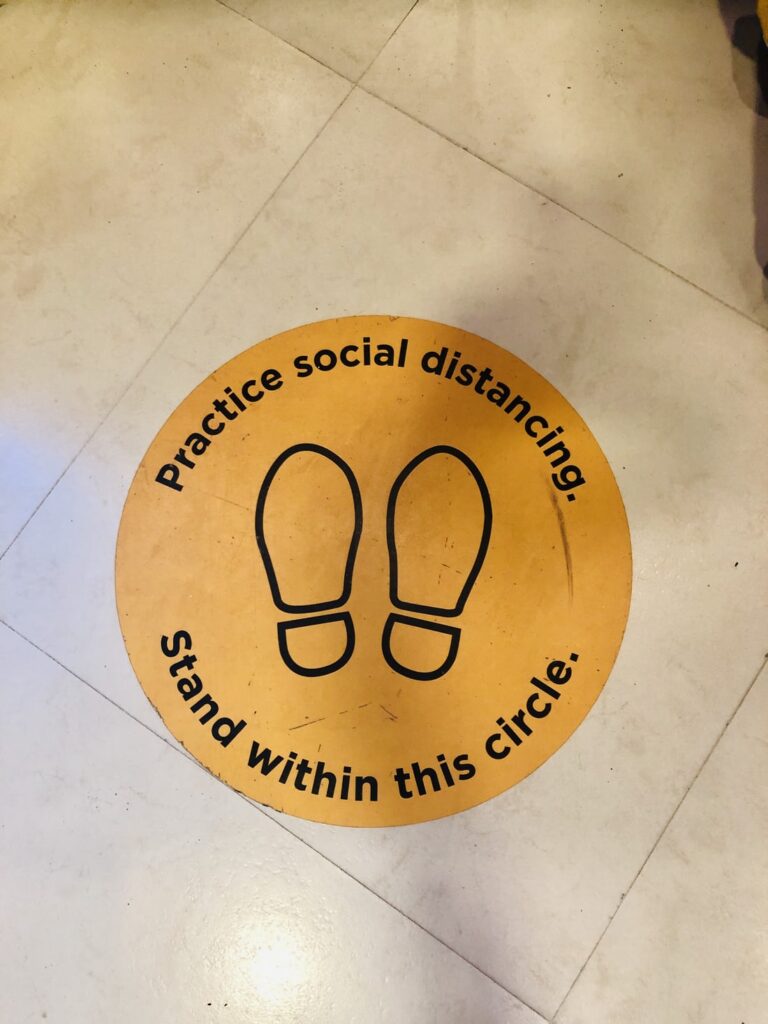 Practice social distancing.
Stand within this circle.